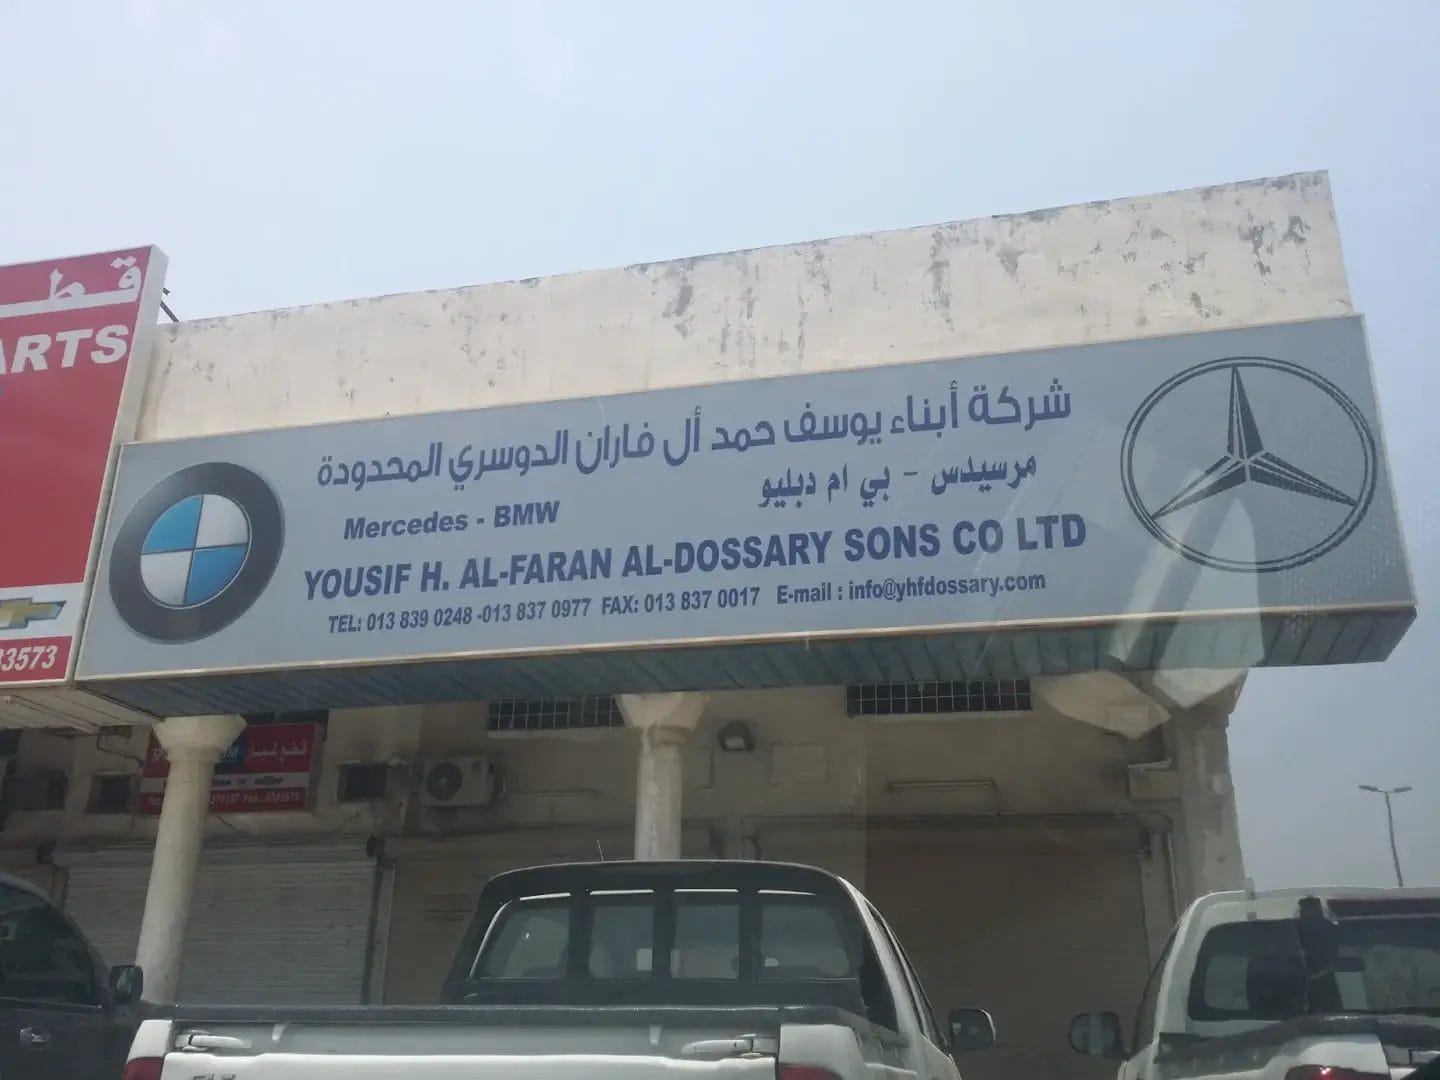 قطـ
ARTS
33573
شركة أبناء يوسف حمد أل فاران الدوسري المحدودة
مرسيدس - بي ام دبليو
Mercedes - BMW
YOUSIF H. AL-FARAN AL-DOSSARY SONS CO LTD
TEL: 013 839 0248 -013 837 0977 FAX: 013 837 0017 E-mail : info@yhfdossary.com
قطع غيار